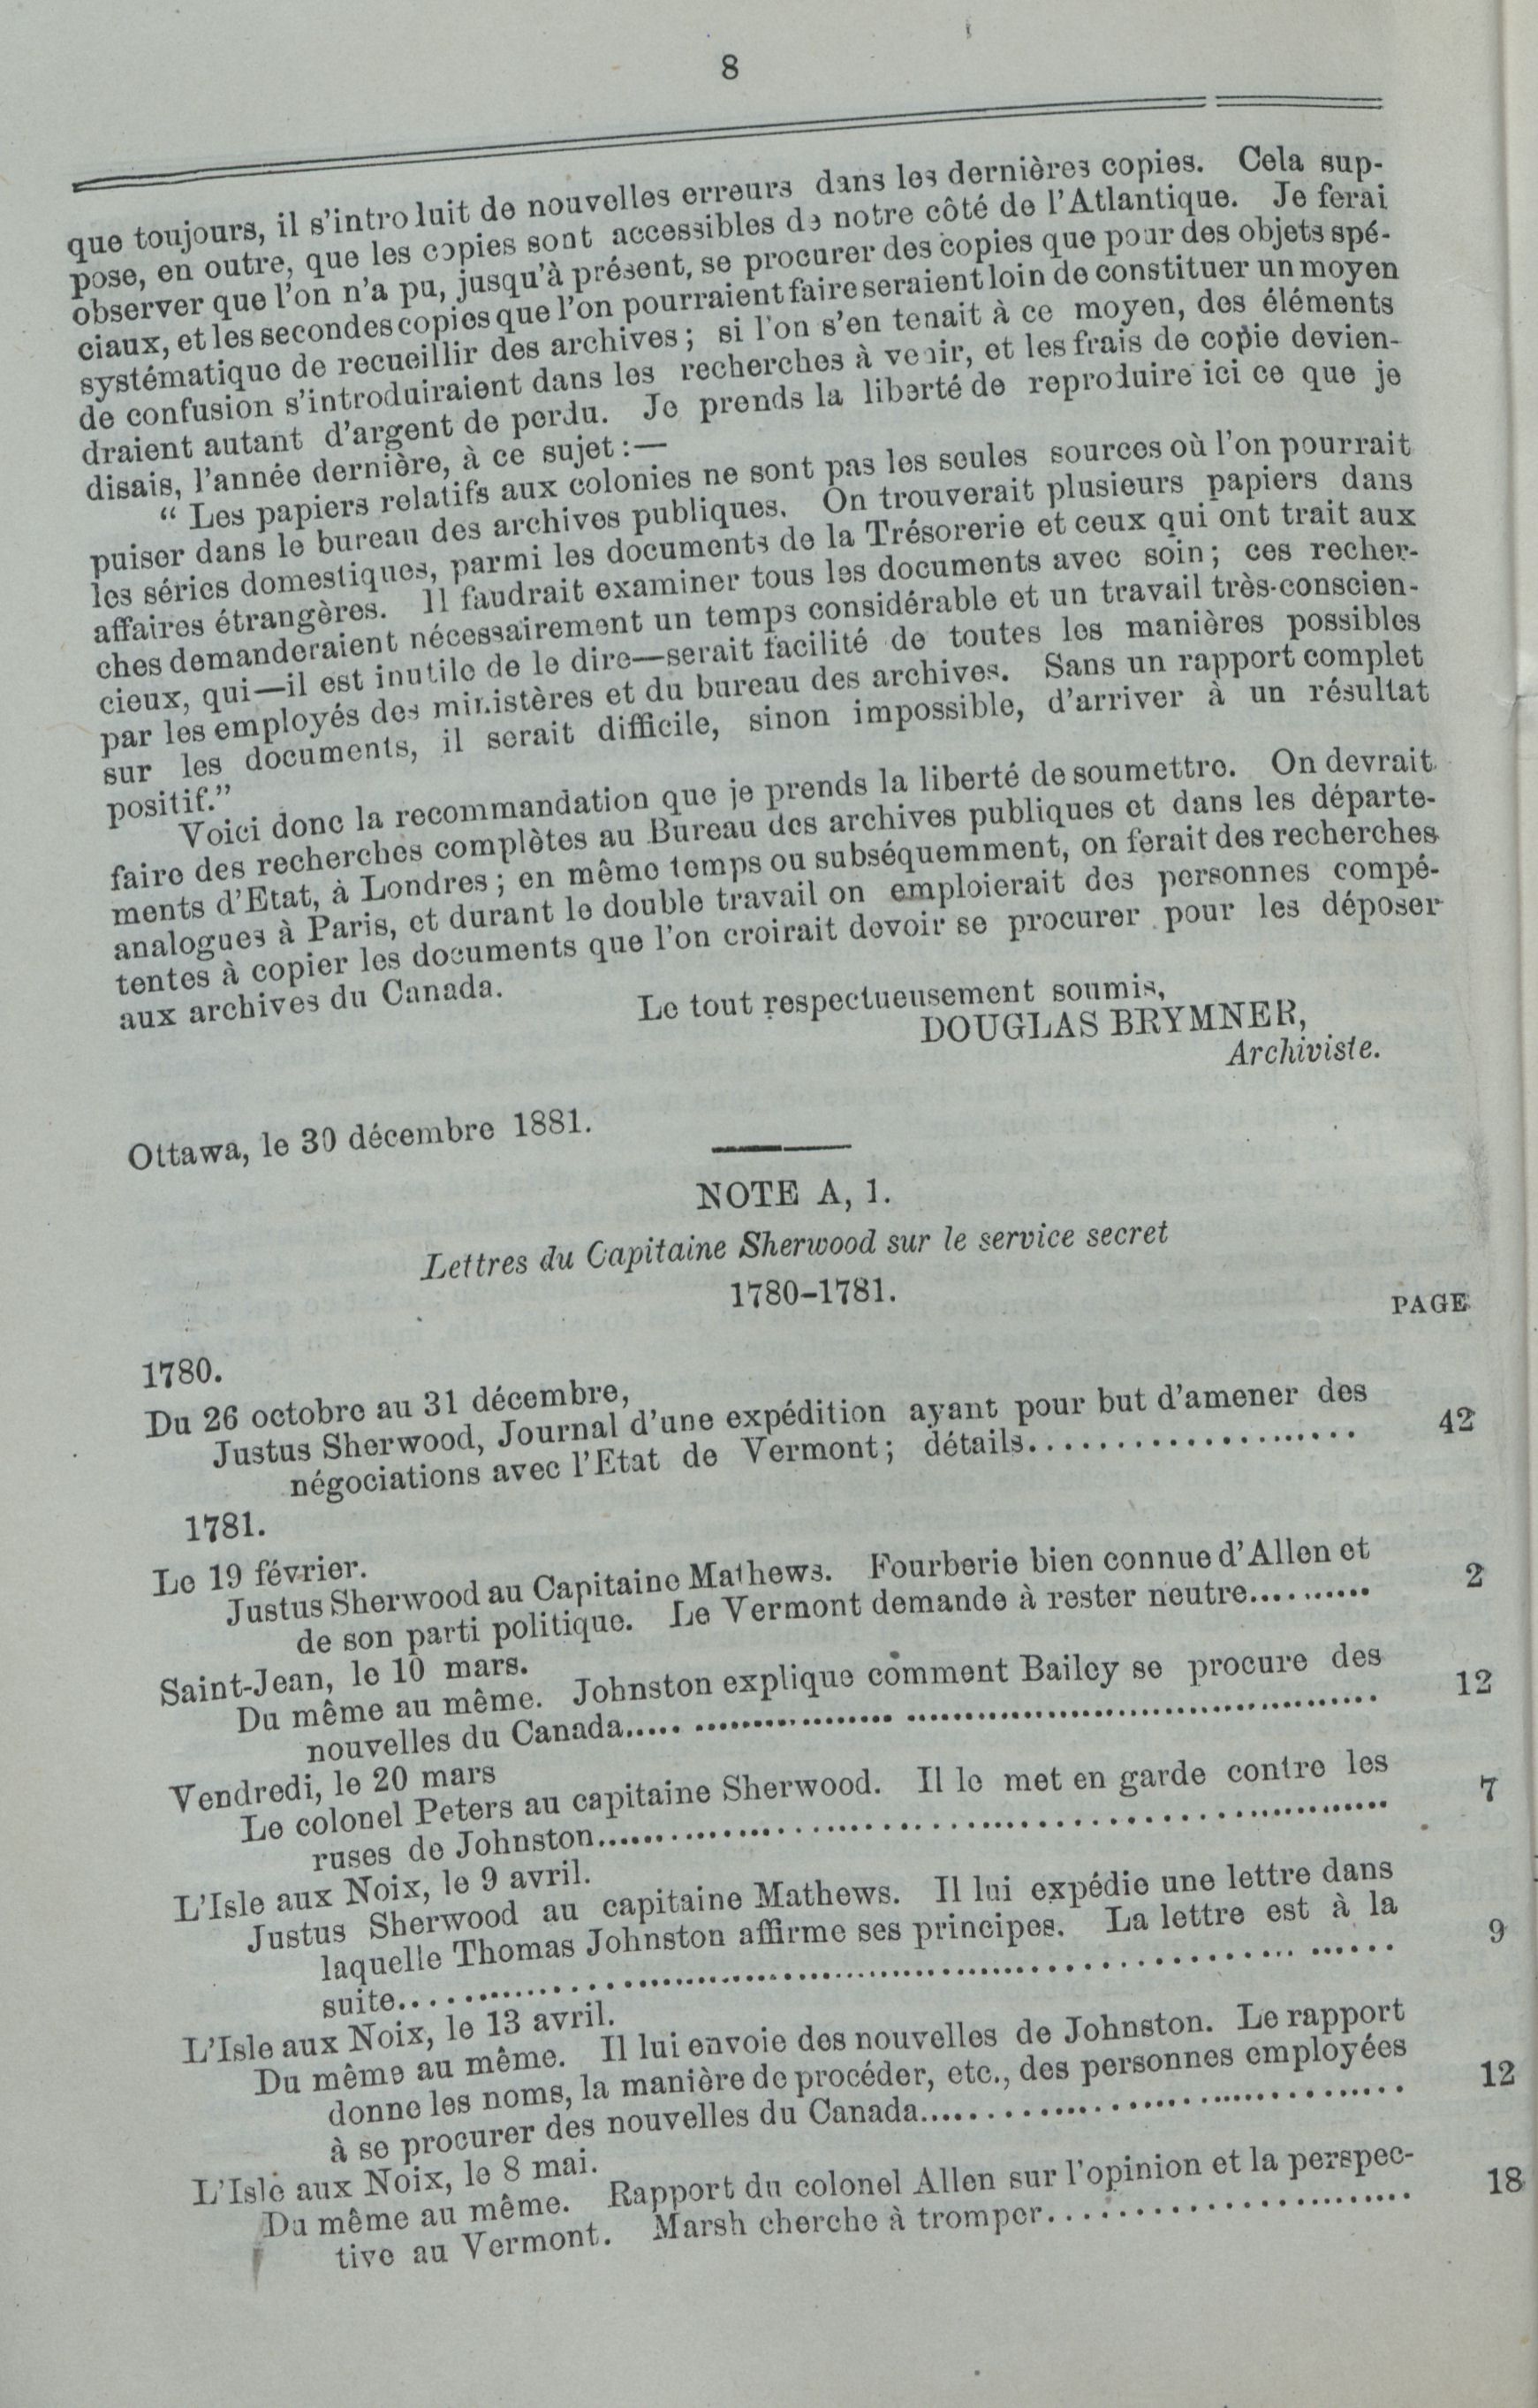 8
que toujours, il s'introduit de nouvelles erreurs dans les dernières copies. Cela sup-
pose, en outre, que les copies sont accessibles de notre côté de l'Atlantique. Je ferai
observer que l'on n'a pu, jusqu'à présent, se procurer des copies que pour des objets spé-
ciaux, et les secondes copies que l'on pourraient faire seraient loin de constituer un moyen
systématique de recueillir des archives; si l'on s'en tenait à ce moyen, des éléments
de confusion s'introduiraient dans les recherches à venir, et les frais de copie devien-
draient autant d'argent de perdu. Je prends la liberté de reproduire ici ce que je
disais, l'année dernière, à ce sujet :—
“ Les papiers relatifs aux colonies ne sont pas les seules sources où l'on pourrait
puiser dans le bureau des archives publiques. On trouverait plusieurs papiers dans
les séries domestiques, parmi les documents de la Trésorerie et ceux qui ont trait aux
affaires étrangères. Il faudrait examiner tous les documents avec soin; ces recher-
ches demanderaient nécessairement un temps considérable et un travail très-conscien-
cieux, qui—il est inutile de le dire—serait facilité de toutes les manières possibles
par les employés des ministères et du bureau des archives. Sans un rapport complet
sur les documents, il serait difficile, sinon impossible, d'arriver à un résultat
positif.”
Voici donc la recommandation que je prends la liberté de soumettre. On devrait
faire des recherches complètes au Bureau des archives publiques et dans les départe-
ments d'Etat, à Londres; en même temps ou subséquemment, on ferait des recherches
analogues à Paris, et durant le double travail on emploierait des personnes compé-
tentes à copier les documents que l'on croirait devoir se procurer pour les déposer
aux archives du Canada.
Le tout respectueusement soumis,
DOUGLAS BRYMNER,
Archiviste.
Ottawa, le 30 décembre 1881.
NOTE A, 1.
Lettres du Capitaine Sherwood sur le service secret
1780-1781.
PAGE
1780.
Du 26 octobre au 31 décembre,
Justus Sherwood, Journal d'une expédition ayant pour but d'amener des
négociations avec l'Etat de Vermont; détails.................... 42
1781.
Le 19 février.
Justus Sherwood au Capitaine Mathews. Fourberie bien connue d'Allen et
de son parti politique. Le Vermont demande à rester neutre.......... 2
Saint-Jean, le 10 mars.
Du même au même. Johnston explique comment Bailey se procure des
nouvelles du Canada..... ................. ........................................ 12
Vendredi, le 20 mars
Le colonel Peters au capitaine Sherwood. Il le met en garde contre les
ruses de Johnston............................................................ 7
L'Isle aux Noix, le 9 avril.
Justus Sherwood au capitaine Mathews. Il lui expédie une lettre dans
laquelle Thomas Johnston affirme ses principes. La lettre est à la
suite.................................................................... ...... 9
L'Isle aux Noix, le 13 avril.
Du même au même. Il lui envoie des nouvelles de Johnston. Le rapport
donne les noms, la manière de procéder, etc., des personnes employées
à se procurer des nouvelles du Canada.................................... 12
L'Isle aux Noix, le 8 mai.
Du même au même. Rapport du colonel Allen sur l'opinion et la perspec-
tive au Vermont. Marsh cherche à tromper........................ 18